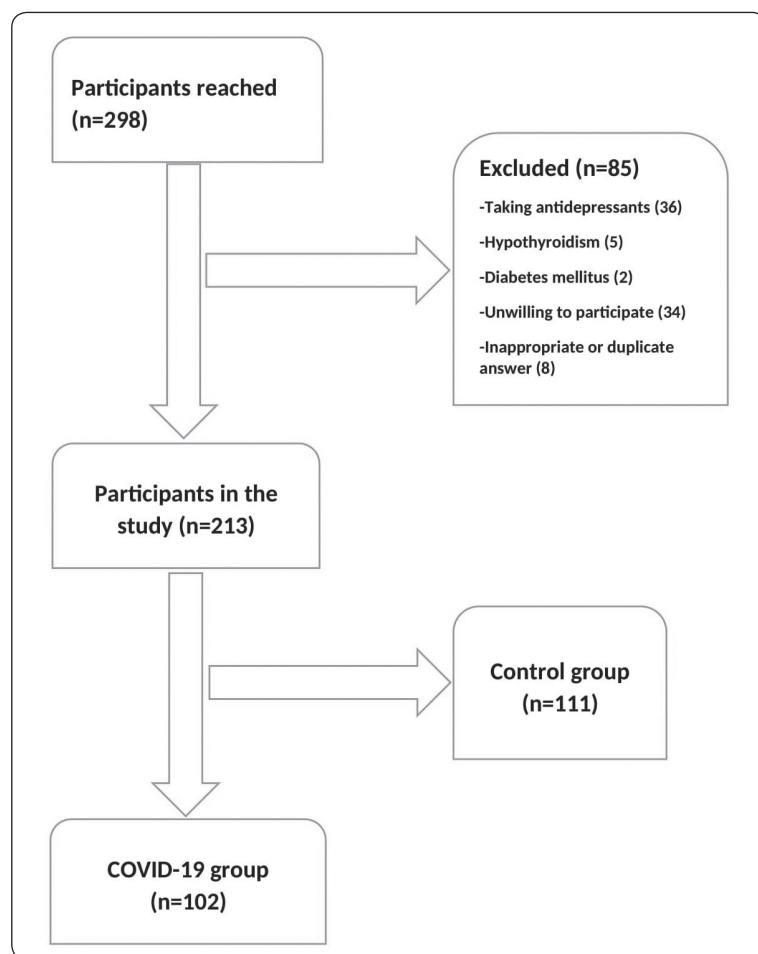 Participants reached
(n=298)
Excluded (n=85)
-Taking antidepressants (36)
-Hypothyroidism (5)
-Diabetes mellitus (2)
-Unwilling to participate (34)
-Inappropriate or duplicate
answer (8)
Participants in the
study (n=213)
Control group
(n=111)
COVID-19 group
(n=102)